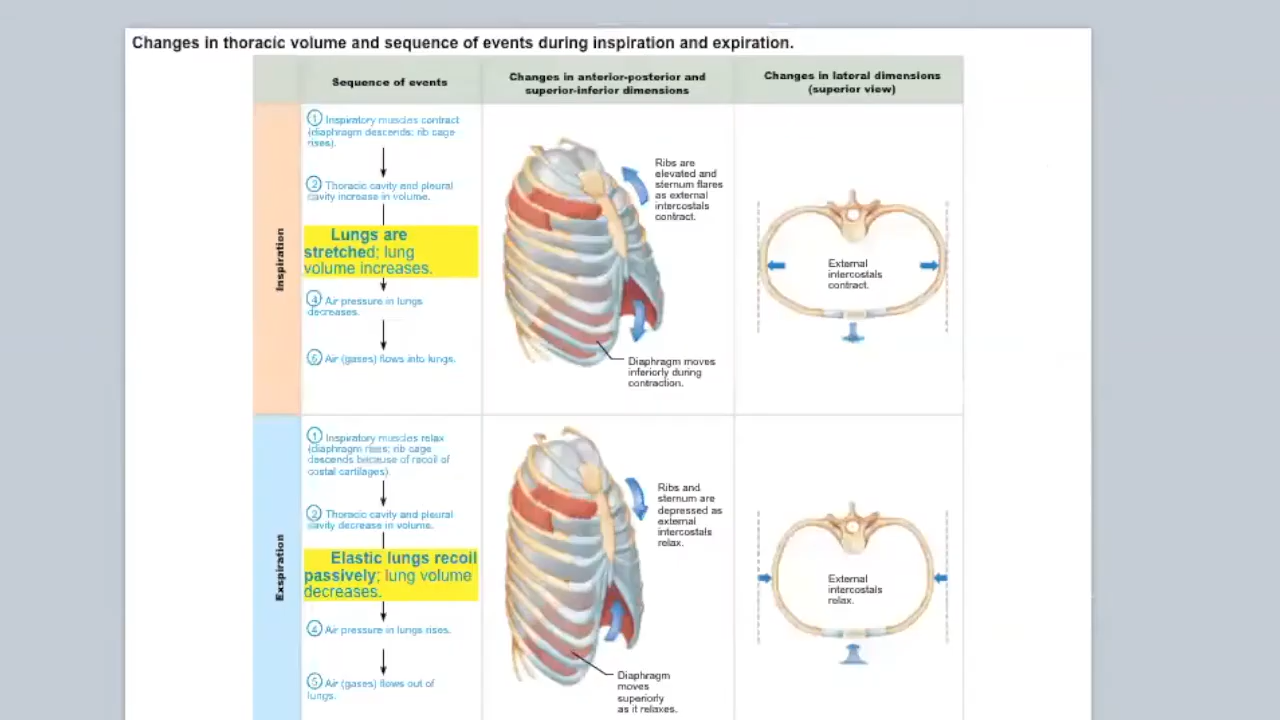 Changes in thoracic volume and sequence of events during inspiration and expiration.
Sequence of events
Changes in anterior-posterior and
superior-inferior dimensions
Changes in lateral dimensions
(superior view)
Inspiration
1 Inspiratory muscles contract
(diaphragm descends; rib cage
rises).
2 Thoracic cavity and pleural
cavity increase in volume.
Lungs are
stretched; lung
volume increases.
4 Air pressure in lungs
decreases.
5 Air (gases) flows into lungs.
Ribs are
elevated and
sternum flares
as external
intercostals
contract.
Diaphragm moves
inferiorly during
contraction.
External
intercostals
contract.
Exspiration
1 Inspiratory muscles relax
(diaphragm rises; rib cage
descends because of recoil of
costal cartilages).
2 Thoracic cavity and pleural
cavity decrease in volume.
Elastic lungs recoil
passively; lung volume
decreases.
4 Air pressure in lungs rises.
5 Air (gases) flows out of
lungs.
Ribs and
sternum are
depressed as
external
intercostals
relax.
Diaphragm
moves
superiorly
as it relaxes.
External
intercostals
relax.